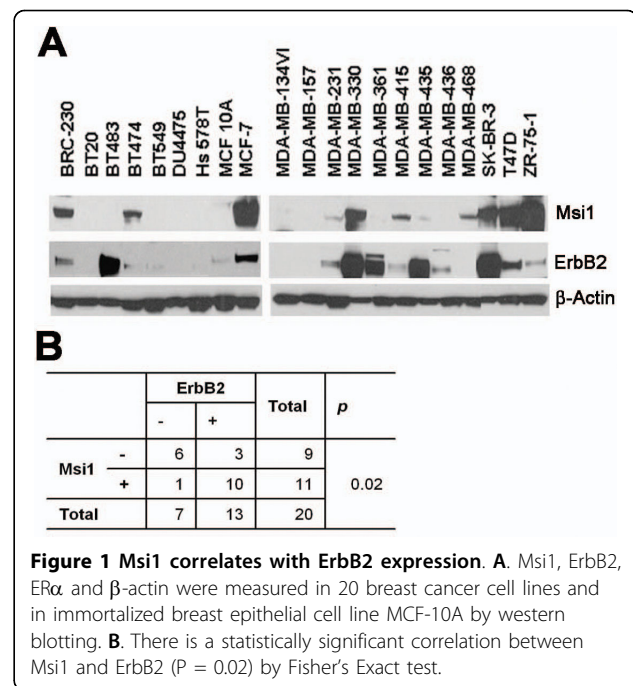 A
BRC-230
BT20
BT483
BT474
BT549
DU4475
Hs 578T
MCF 10A
MCF-7
MDA-MB-134VI
MDA-MB-157
MDA-MB-231
MDA-MB-330
MDA-MB-361
MDA-MB-415
MDA-MB-435
MDA-MB-436
MDA-MB-468
SK-BR-3
T47D
ZR-75-1
Msi1
ErbB2
β-Actin
B
ErbB2 Total p
- +
Msi1 - 6 3 9 0.02
+ 1 10 11
Total 7 13 20
Figure 1 Msi1 correlates with ErbB2 expression. A. Msi1, ErbB2,
ERα and β-actin were measured in 20 breast cancer cell lines and
in immortalized breast epithelial cell line MCF-10A by western
blotting. B. There is a statistically significant correlation between
Msi1 and ErbB2 (P = 0.02) by Fisher's Exact test.